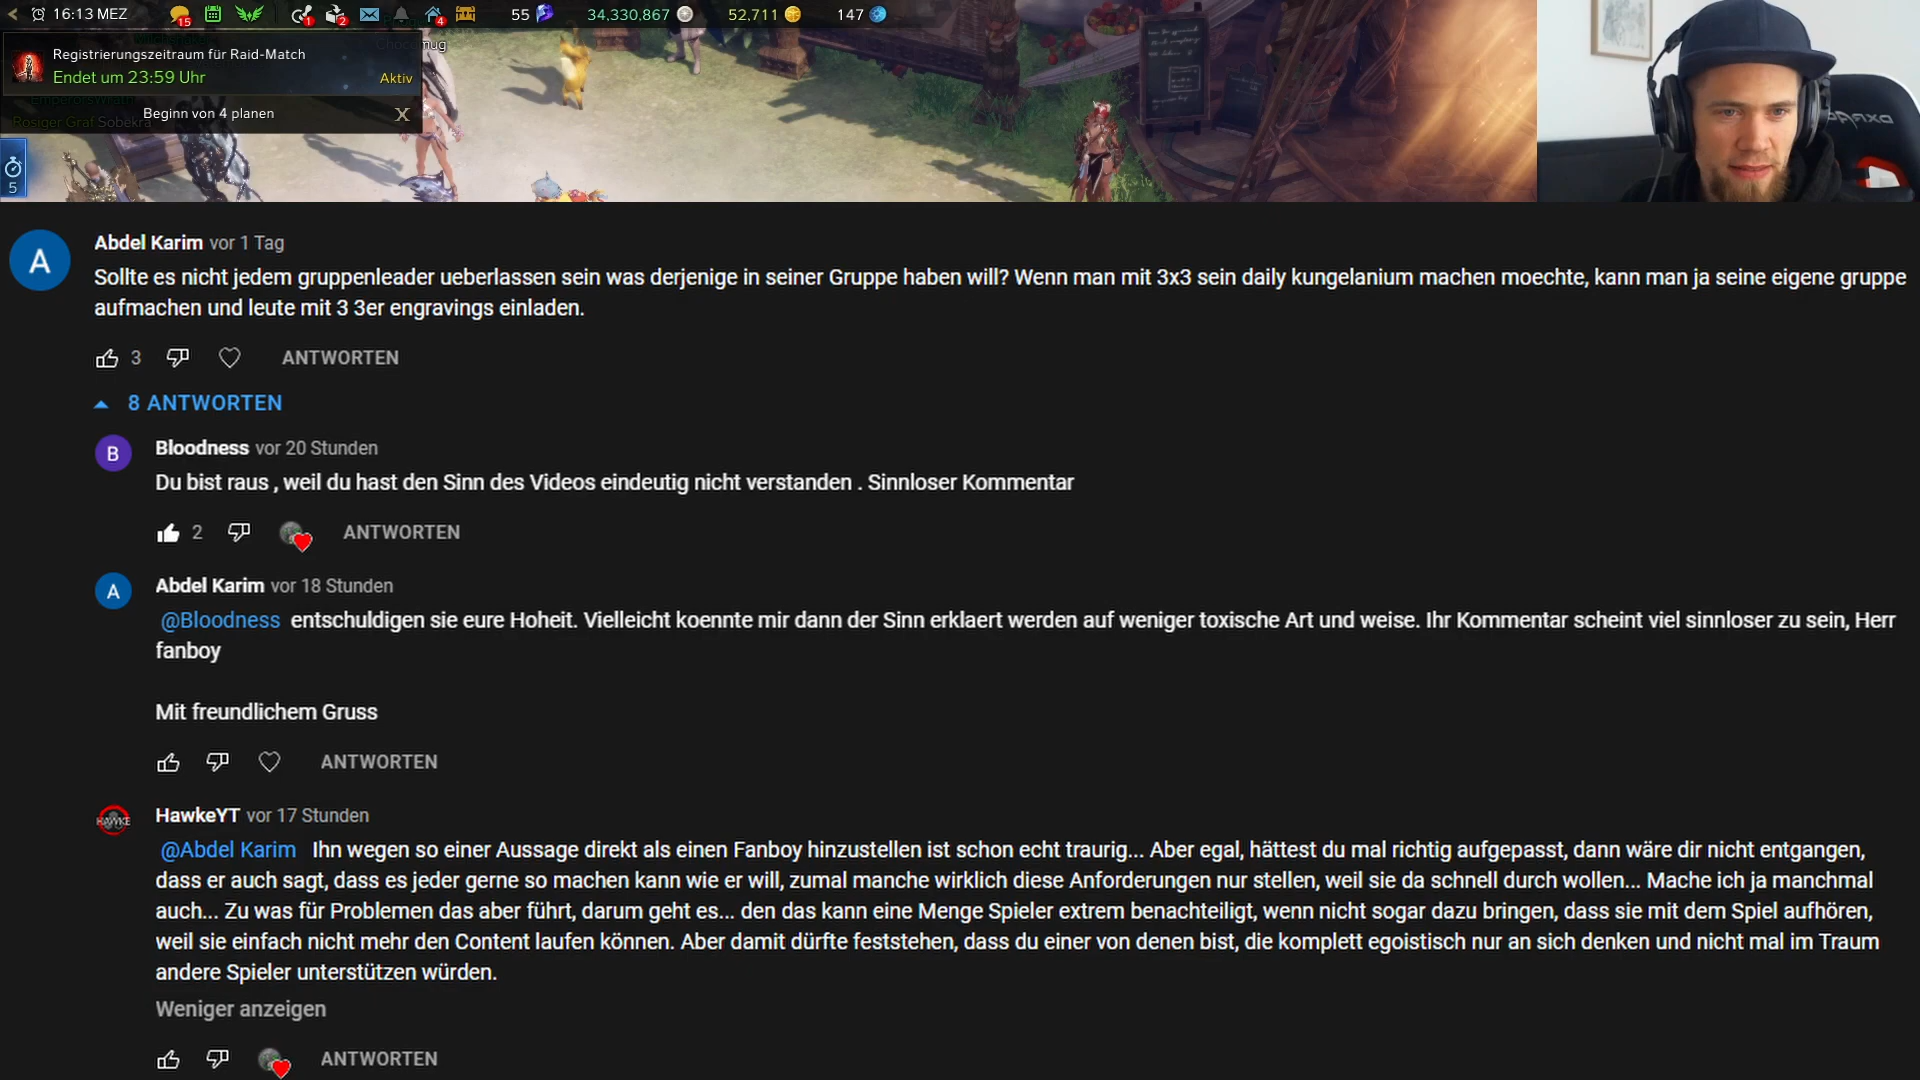 16:13 MEZ 15 1 2 4 55 34,330,867 52,711 147
Chocomug
Registrierungszeitraum für Raid-Match
Endet um 23:59 Uhr Aktiv
Beginn von 4 planen X
Rosiger Graf Sobekra
5
A
Abdel Karim vor 1 Tag
Sollte es nicht jedem gruppenleader ueberlassen sein was derjenige in seiner Gruppe haben will? Wenn man mit 3x3 sein daily kungelanium machen moechte, kann man ja seine eigene gruppe
aufmachen und leute mit 3 3er engravings einladen.
3 ANTWORTEN
8 ANTWORTEN
B
Bloodness vor 20 Stunden
Du bist raus , weil du hast den Sinn des Videos eindeutig nicht verstanden . Sinnloser Kommentar
2 ANTWORTEN
A
Abdel Karim vor 18 Stunden
@Bloodness entschuldigen sie eure Hoheit. Vielleicht koennte mir dann der Sinn erklaert werden auf weniger toxische Art und weise. Ihr Kommentar scheint viel sinnloser zu sein, Herr
fanboy
Mit freundlichem Gruss
ANTWORTEN
HAWKE
HawkeYT vor 17 Stunden
@Abdel Karim Ihn wegen so einer Aussage direkt als einen Fanboy hinzustellen ist schon echt traurig... Aber egal, hättest du mal richtig aufgepasst, dann wäre dir nicht entgangen,
dass er auch sagt, dass es jeder gerne so machen kann wie er will, zumal manche wirklich diese Anforderungen nur stellen, weil sie da schnell durch wollen... Mache ich ja manchmal
auch... Zu was für Problemen das aber führt, darum geht es... den das kann eine Menge Spieler extrem benachteiligt, wenn nicht sogar dazu bringen, dass sie mit dem Spiel aufhören,
weil sie einfach nicht mehr den Content laufen können. Aber damit dürfte feststehen, dass du einer von denen bist, die komplett egoistisch nur an sich denken und nicht mal im Traum
andere Spieler unterstützen würden.
Weniger anzeigen
ANTWORTEN